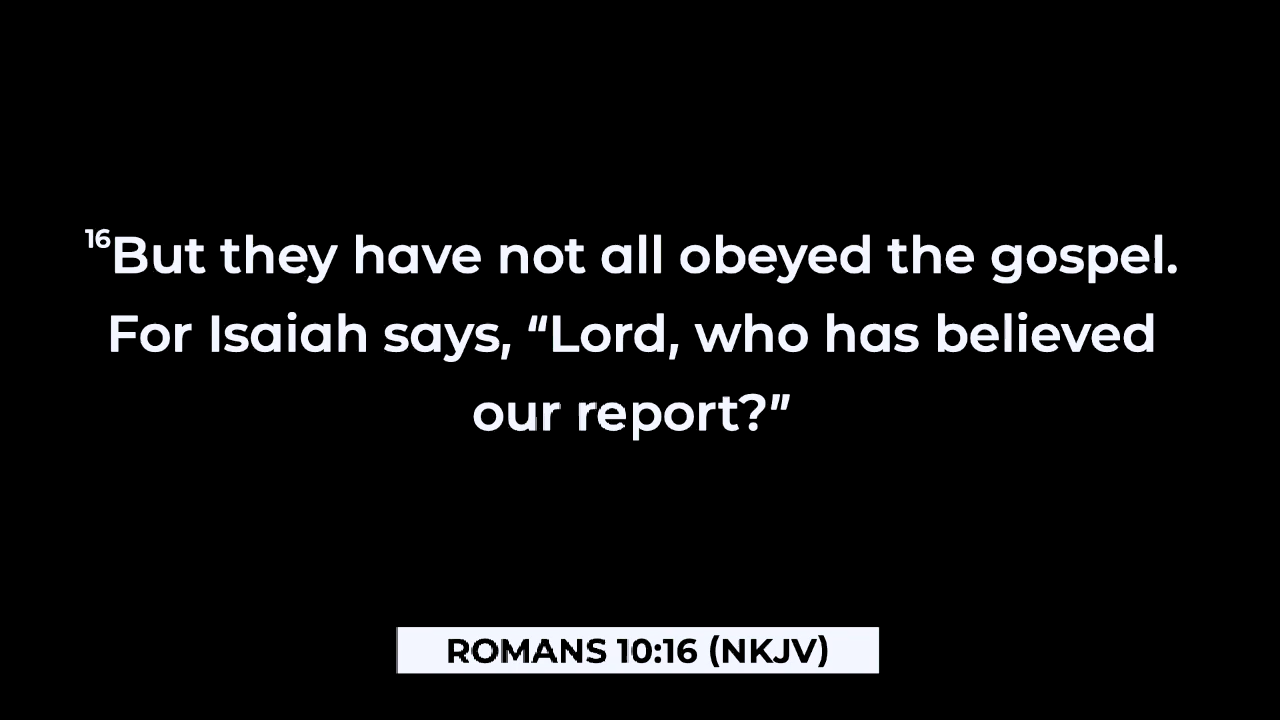 16But they have not all obeyed the gospel.
For Isaiah says, “Lord, who has believed
our report?”
ROMANS 10:16 (NKJV)